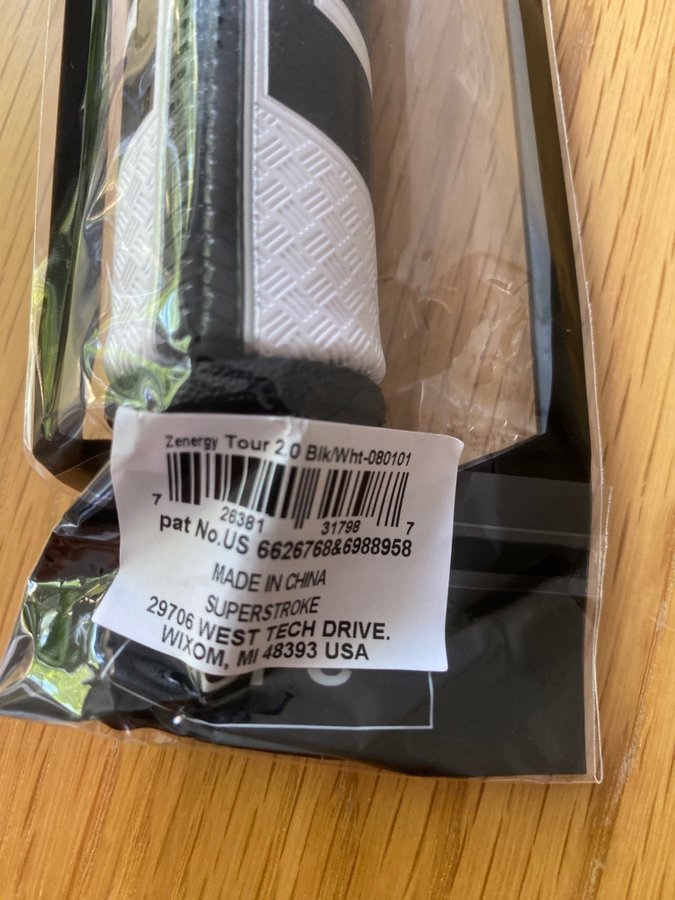 Zenergy Tour 2.0 Blk/Wht-080101
7 26381 31798 7
pat No.US 6626768&6988958
MADE IN CHINA
SUPERSTROKE
29706 WEST TECH DRIVE.
WIXOM, MI 48393 USA